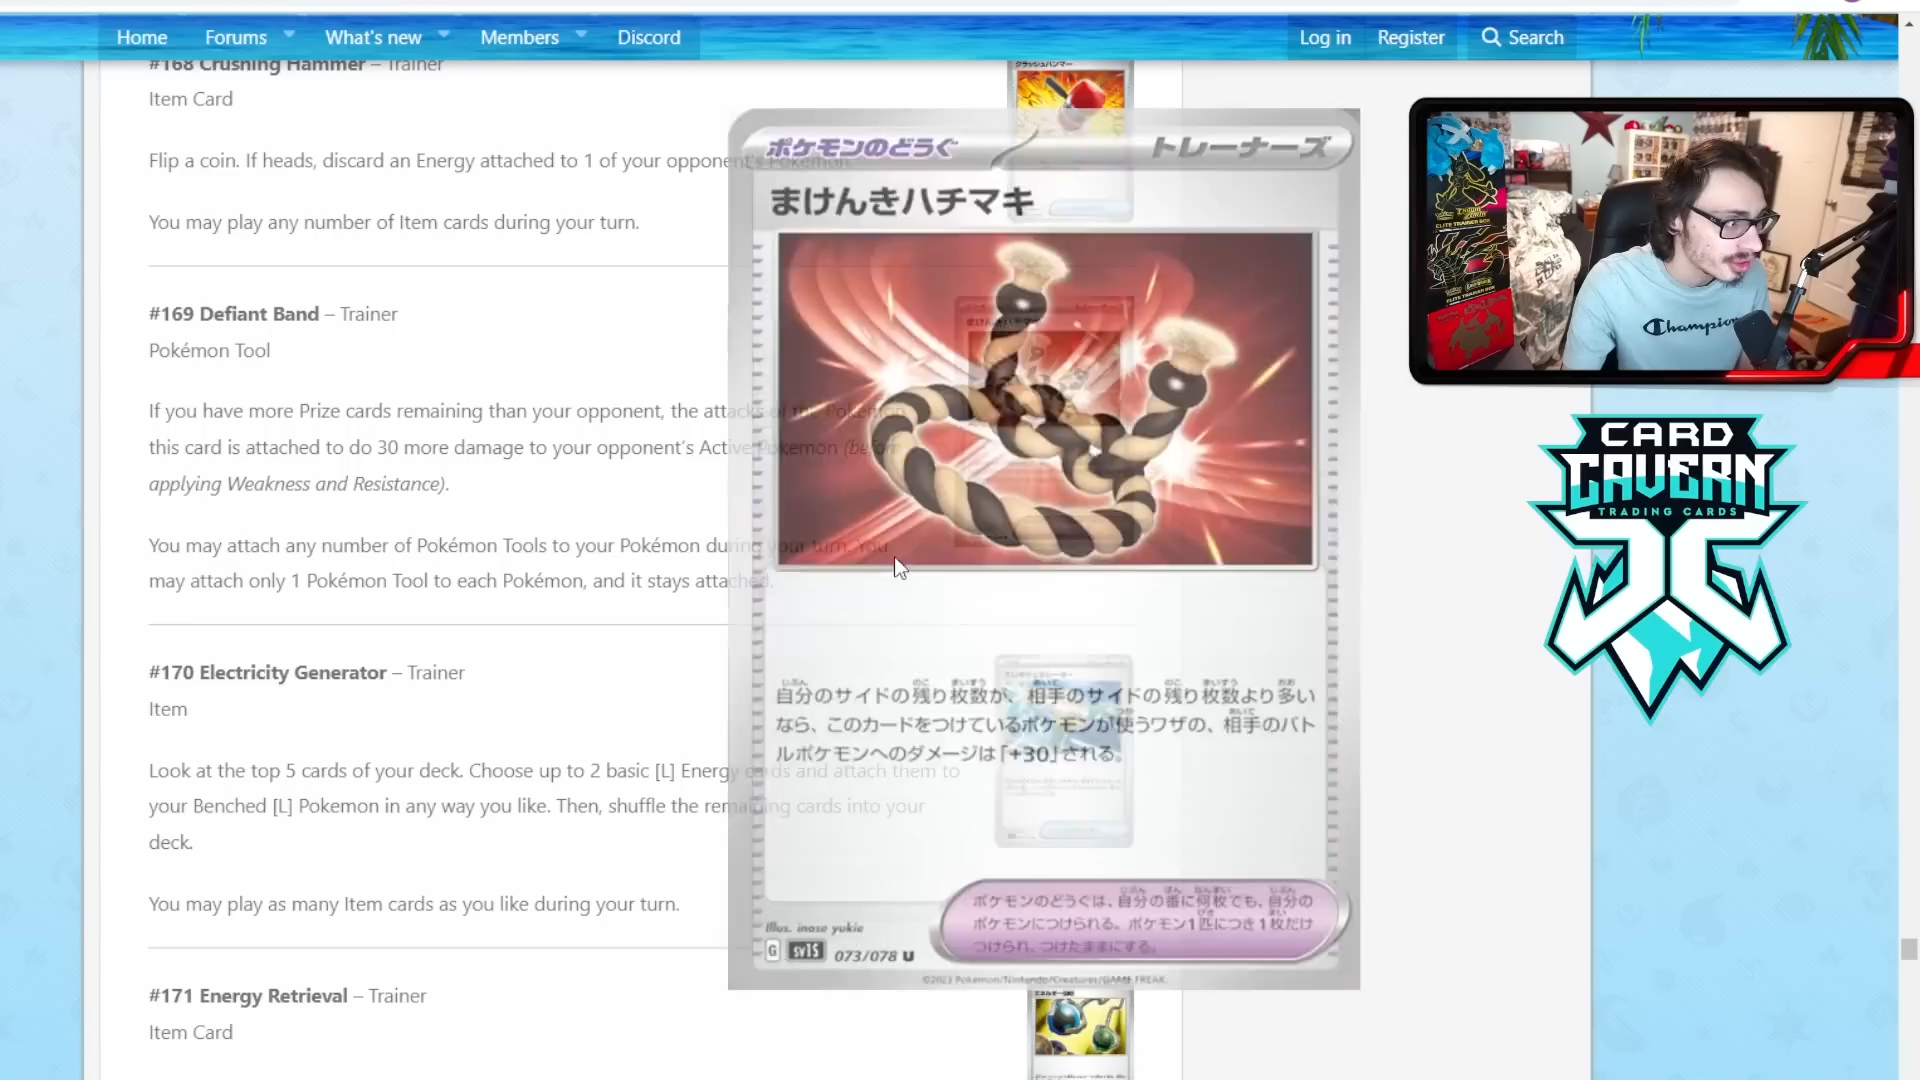 Home Forums What's new Members Discord Log in Register Search
#168 Crushing Hammer – Trainer
Item Card
Flip a coin. If heads, discard an Energy attached to 1 of your opponent's Pokemon.
You may play any number of Item cards during your turn.
#169 Defiant Band – Trainer
Pokémon Tool
If you have more Prize cards remaining than your opponent, the attacks of the Pokemon
this card is attached to do 30 more damage to your opponent's Active Pokemon (before
applying Weakness and Resistance).
You may attach any number of Pokémon Tools to your Pokémon during your turn. You
may attach only 1 Pokémon Tool to each Pokémon, and it stays attached.
#170 Electricity Generator – Trainer
Item
Look at the top 5 cards of your deck. Choose up to 2 basic [L] Energy cards and attach them to
your Benched [L] Pokemon in any way you like. Then, shuffle the remaining cards into your
deck.
You may play as many Item cards as you like during your turn.
#171 Energy Retrieval – Trainer
Item Card
クラッシュハンマー
ポケモンのどうぐ トレーナーズ
まけんきハチマキ
自分のサイドの残り枚数が、相手のサイドの残り枚数より多い
なら、このカードをつけているポケモンが使うワザの、相手のバト
ルポケモンへのダメージは「+30」される。
ポケモンのどうぐは、自分の番に何枚でも、自分の
ポケモンにつけられる。ポケモン1匹につき1枚だけ
つけられ、つけたままにする。
Illus. inose yukie
G SV1S 073/078 U
©2023 Pokémon/Nintendo/Creatures/GAME FREAK.
ELITE TRAINER BOX
Champion
CARD
CAVERN
TRADING CARDS